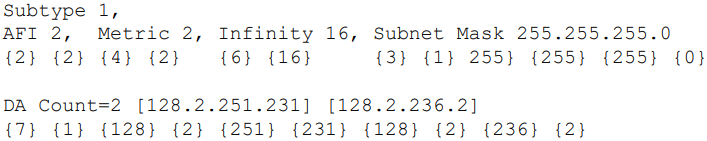 Subtype 1,
AFI 2, Metric 2, Infinity 16, Subnet Mask 255.255.255.0
{2} {2} {4} {2} {6} {16} {3} {1} 255} {255} {255} {0}
DA Count=2 [128.2.251.231] [128.2.236.2]
{7} {1} {128} {2} {251} {231} {128} {2} {236} {2}